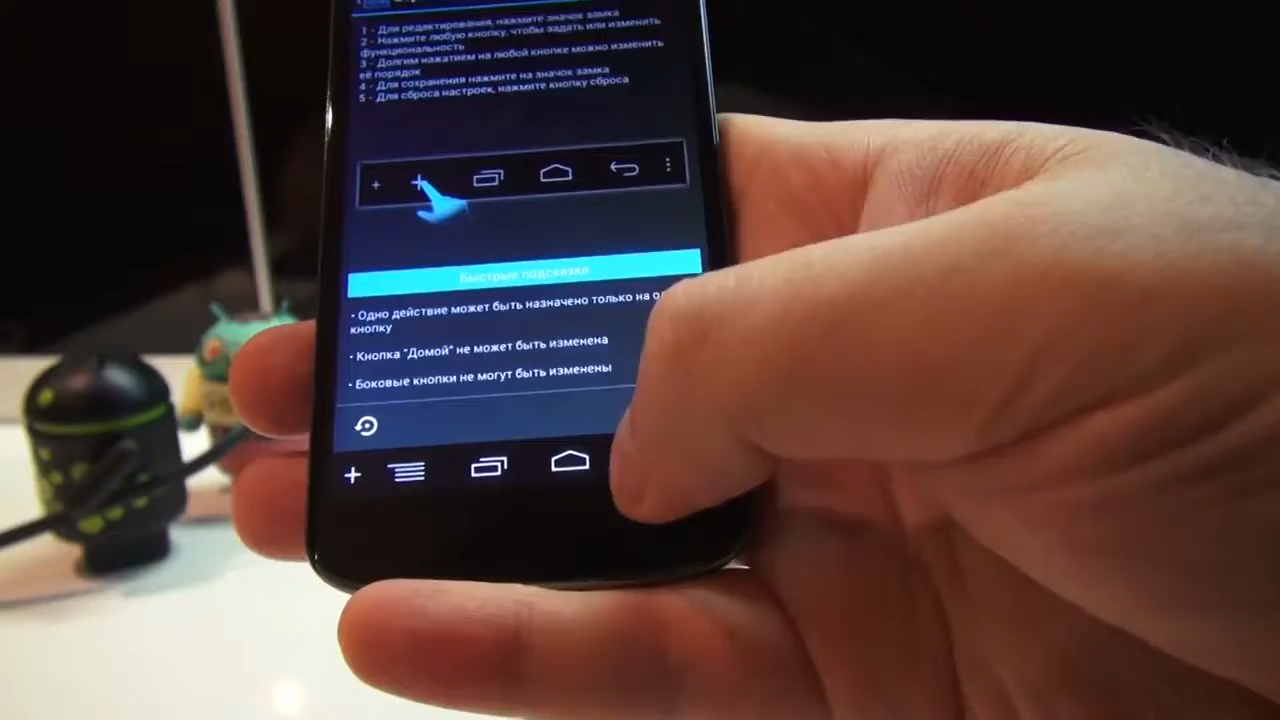 1 - Для редактирования, нажмите значок замка
2 - Нажмите любую кнопку, чтобы задать или изменить
функциональность
3 - Долгим нажатием на любой кнопке можно изменить
её порядок
4 - Для сохранения нажмите на значок замка
5 - Для сброса настроек, нажмите кнопку сброса
Быстрые подсказки
• Одно действие может быть назначено только на
кнопку
• Кнопка "Домой" не может быть изменена
• Боковые кнопки не могут быть изменены